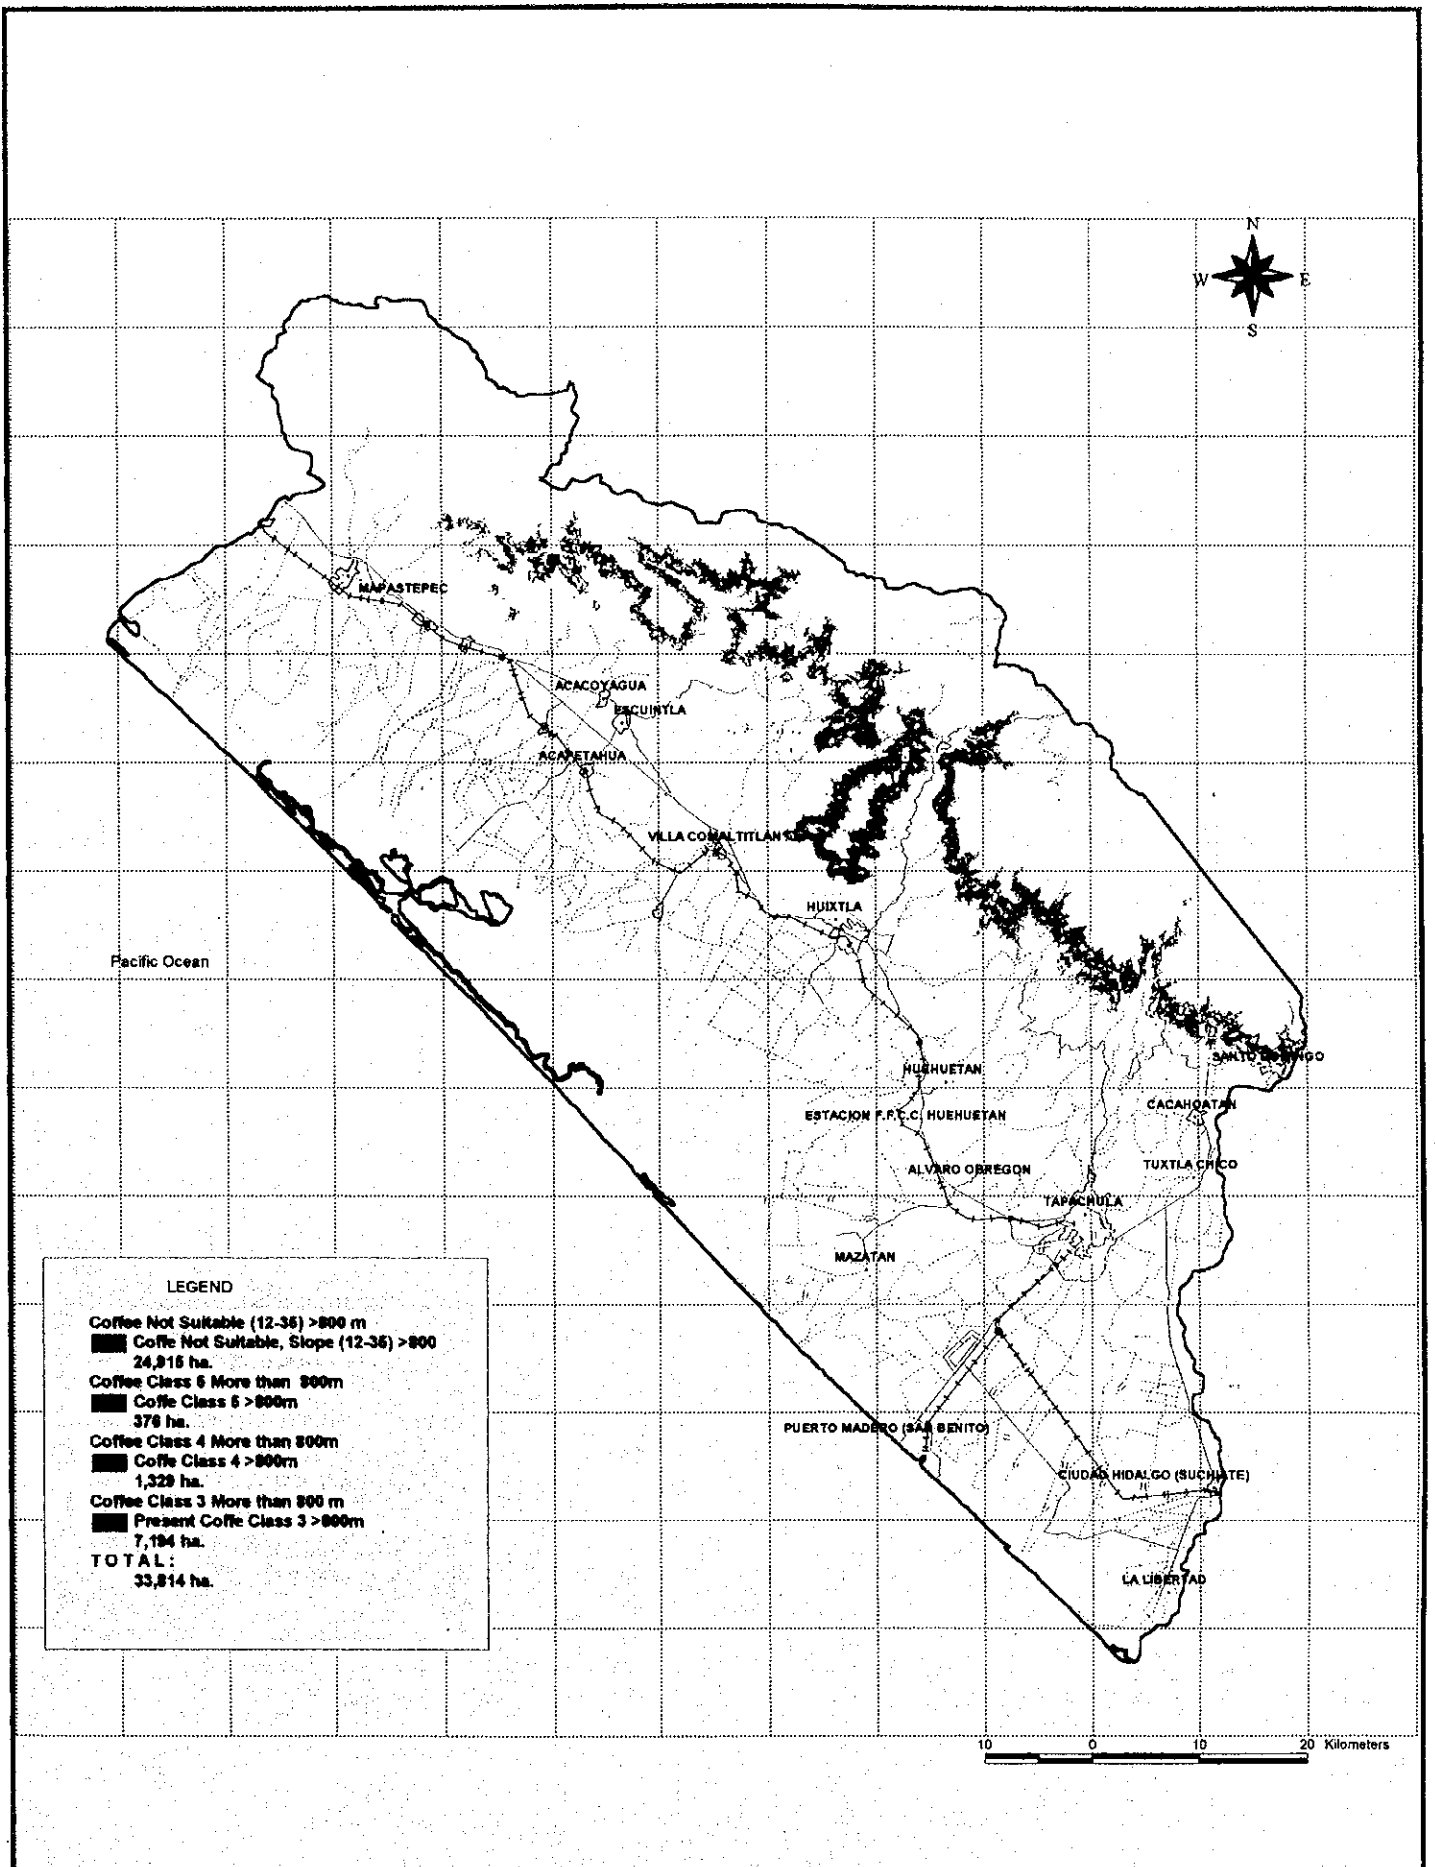 N
W E
S
MAPASTEPEC
ACACOYAGUA
ESCUINTLA
ACAPETAHUA
VILLA COMALTITLAN
HUIXTLA
Pacific Ocean
SANTO DOMINGO
HUEHUETAN
CACAHOATAN
ESTACION F.F.C.C. HUEHUETAN
TUXTLA CHICO
ALVARO OBREGON
TAPACHULA
MAZATAN
PUERTO MADERO (SAN BENITO)
CIUDAD HIDALGO (SUCHIATE)
LA LIBERTAD
LEGEND
Coffee Not Suitable (12-35) >800 m
Coffe Not Suitable, Slope (12-35) >800
24,915 ha.
Coffee Class 5 More than 800m
Coffe Class 5 >800m
376 ha.
Coffee Class 4 More than 800m
Coffe Class 4 >800m
1,329 ha.
Coffee Class 3 More than 800 m
Present Coffe Class 3 >800m
7,194 ha.
TOTAL:
33,814 ha.
10 0 10 20 Kilometers